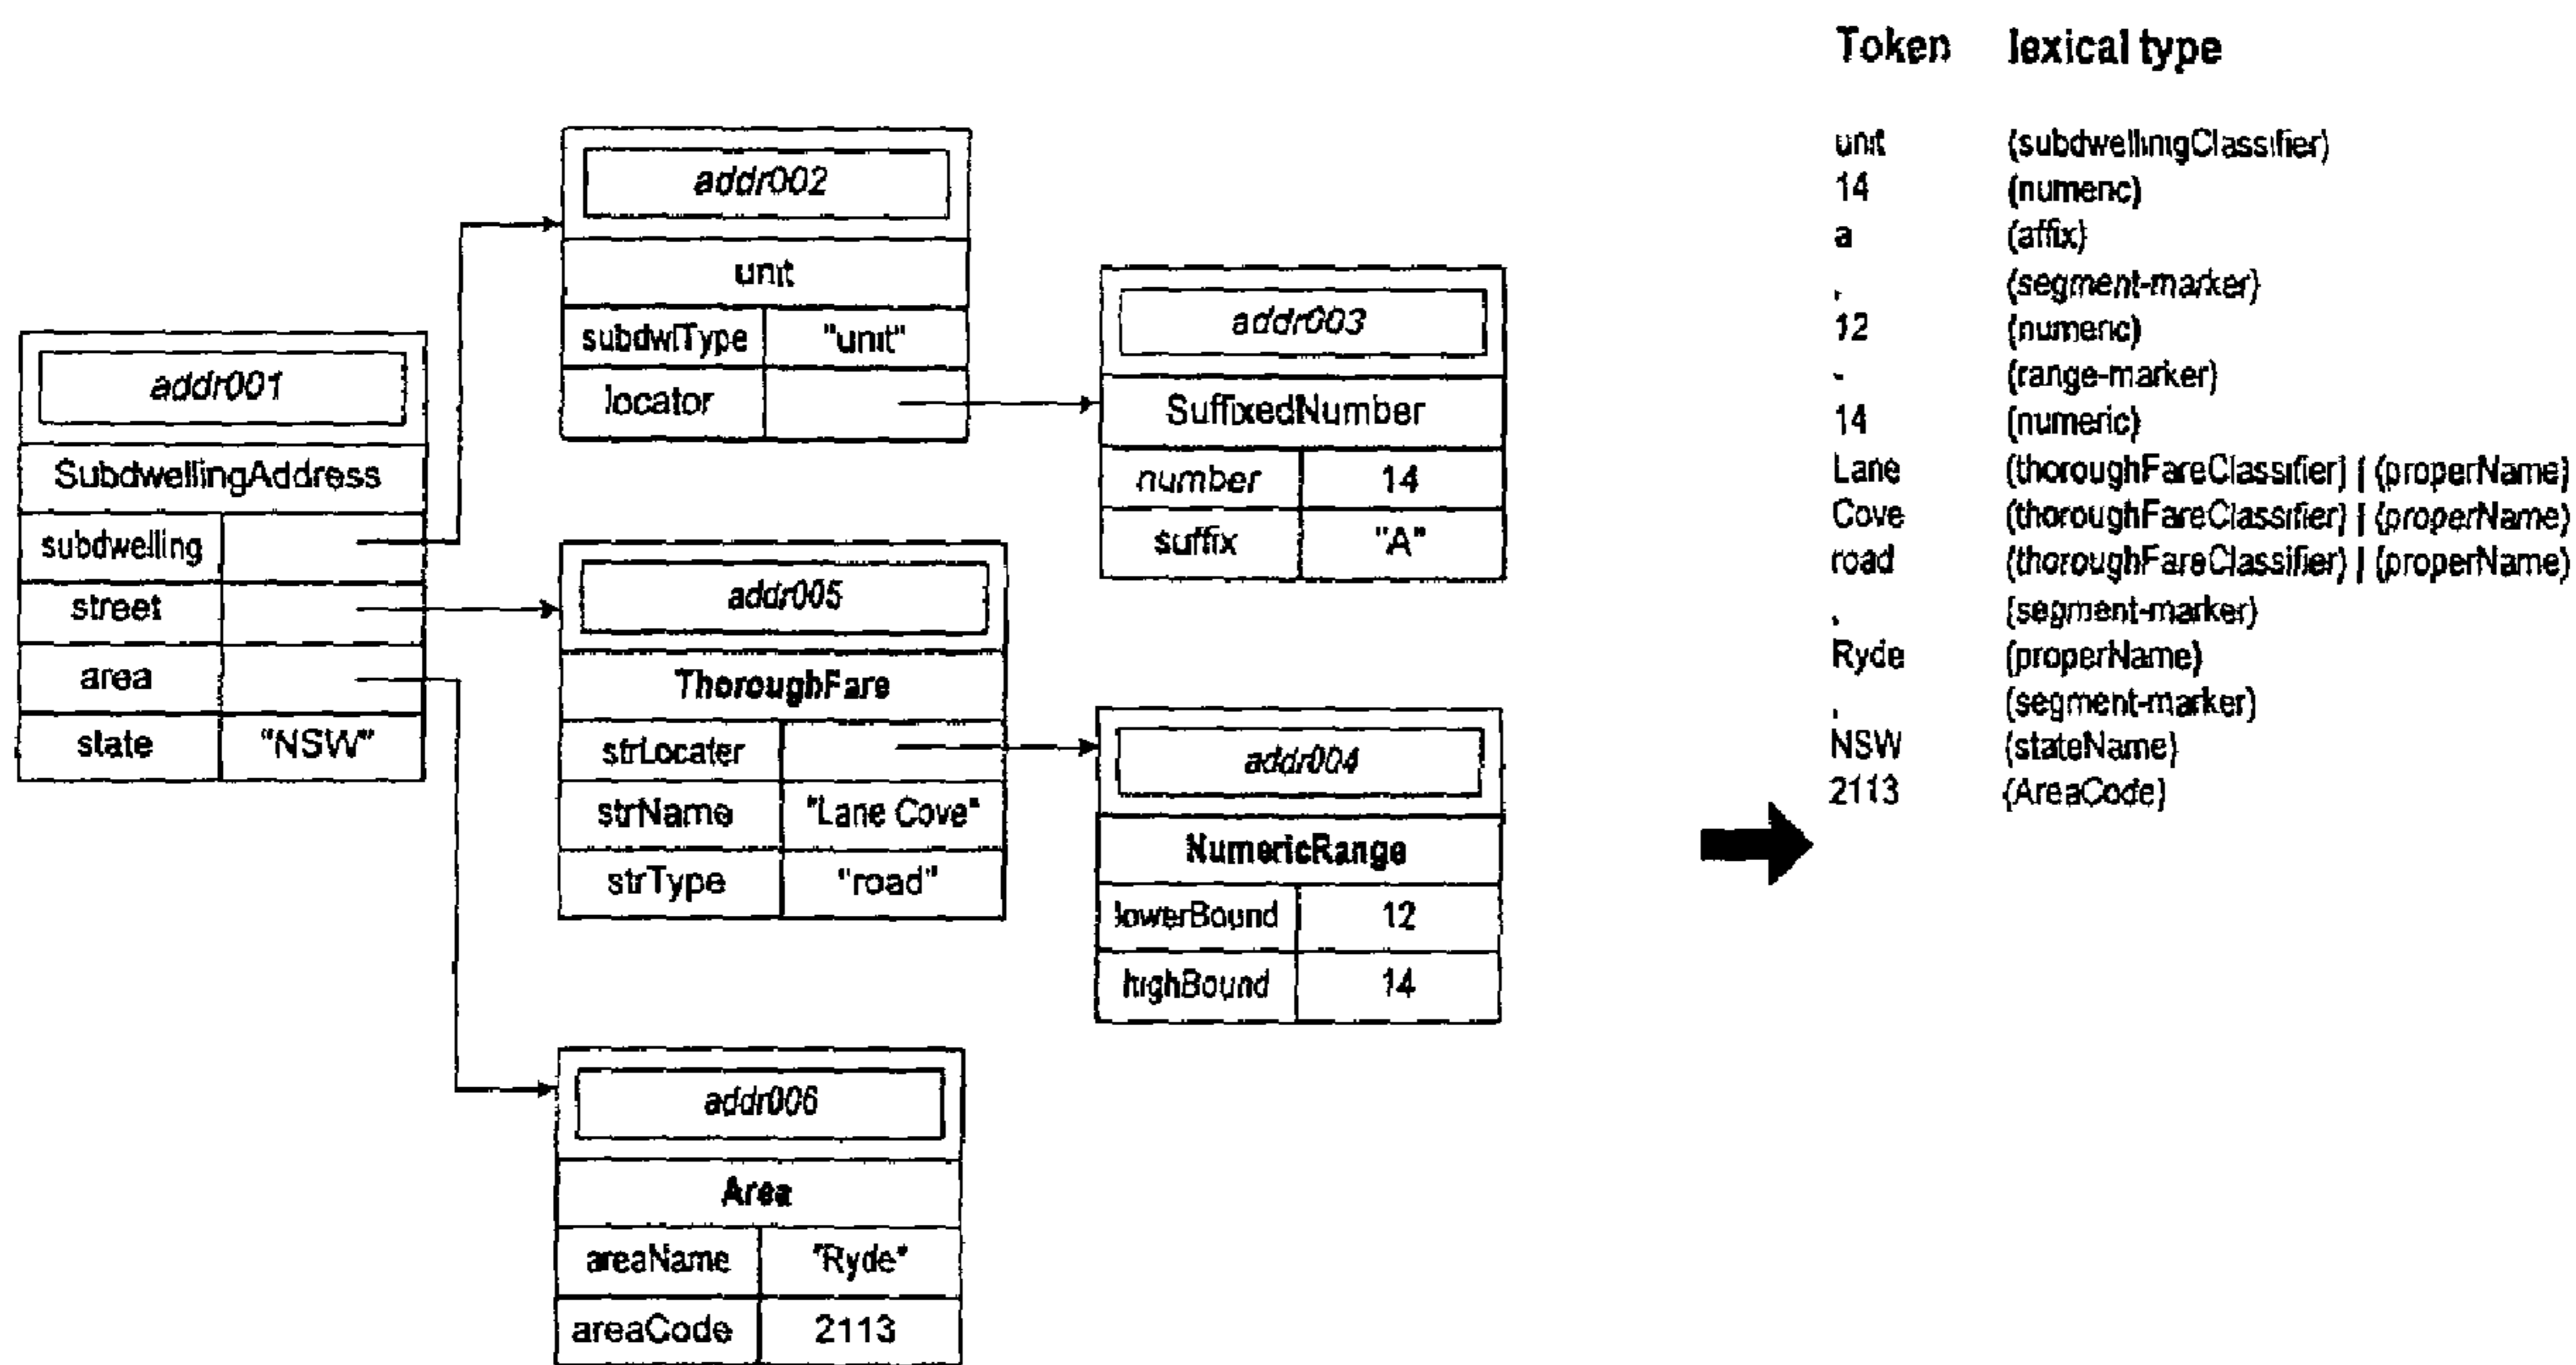 Token lexical type
unit (subdwellingClassifier)
14 (numeric)
a (affix)
, (segment-marker)
12 (numeric)
- (range-marker)
14 (numeric)
Lane (thoroughFareClassifier) | (properName)
Cove (thoroughFareClassifier) | (properName)
road (thoroughFareClassifier) | (properName)
, (segment-marker)
Ryde (properName)
, (segment-marker)
NSW (stateName)
2113 (AreaCode)
addr001
SubdwellingAddress
subdwelling
street
area
state "NSW"
addr002
unit
subdwlType "unit"
locator
addr003
SuffixedNumber
number 14
suffix "A"
addr005
ThoroughFare
strLocater
strName "Lane Cove"
strType "road"
addr004
NumericRange
lowerBound 12
highBound 14
addr006
Area
areaName "Ryde"
areaCode 2113